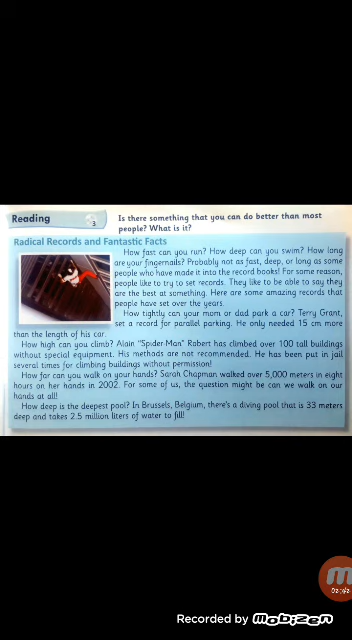 Reading
3
Is there something that you can do better than most
people? What is it?
Radical Records and Fantastic Facts
How fast can you run? How deep can you swim? How long
are your fingernails? Probably not as fast, deep, or long as some
people who have made it into the record books! For some reason,
people like to try to set records. They like to be able to say they
are the best at something. Here are some amazing records that
people have set over the years.
How tightly can your mom or dad park a car? Terry Grant,
set a record for parallel parking. He only needed 15 cm more
than the length of his car.
How high can you climb? Alain "Spider-Man" Robert has climbed over 100 tall buildings
without special equipment. His methods are not recommended. He has been put in jail
several times for climbing buildings without permission!
How far can you walk on your hands? Sarah Chapman walked over 5,000 meters in eight
hours on her hands in 2002. For some of us, the question might be can we walk on our
hands at all!
How deep is the deepest pool? In Brussels, Belgium, there's a diving pool that is 33 meters
deep and takes 2.5 million liters of water to fill!
Recorded by mobizen